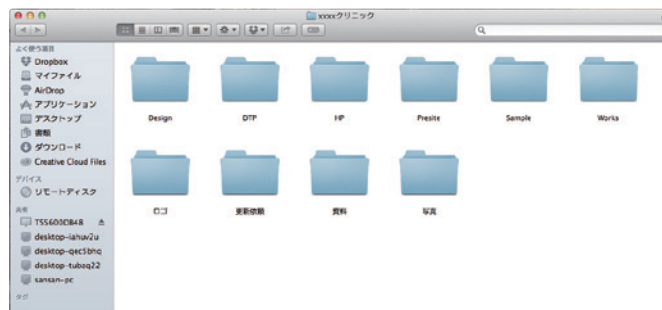 xxxxクリニック
よく使う項目
Dropbox
マイファイル
AirDrop
アプリケーション
デスクトップ
書類
ダウンロード
Creative Cloud Files
デバイス
リモートディスク
共有
TS5600DB48
desktop-iahuv2u
desktop-qec5bhq
desktop-tuboq22
sansan-pc
タグ
Design
DTP
HP
Presite
Sample
Works
ロゴ
更新依頼
資料
写真